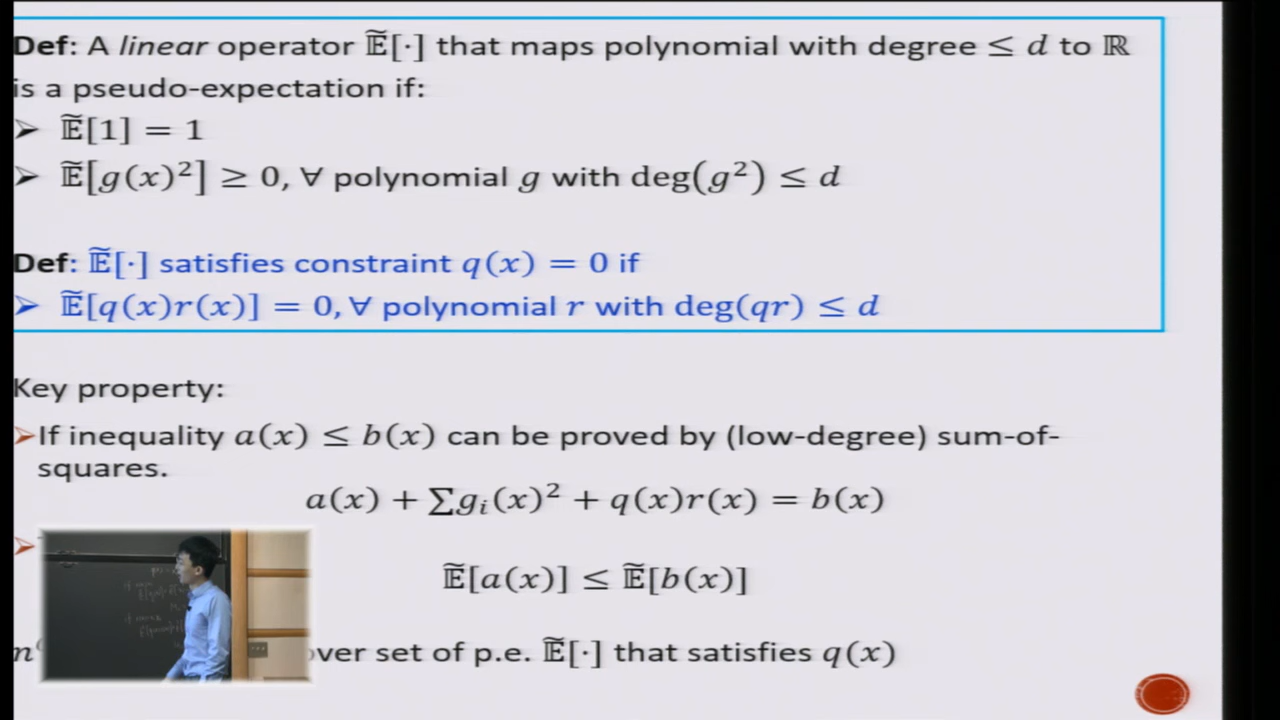 Def: A linear operator 𝔼̃[·] that maps polynomial with degree ≤ d to ℝ
is a pseudo-expectation if:
➢ 𝔼̃[1] = 1
➢ 𝔼̃[g(x)²] ≥ 0, ∀ polynomial g with deg(g²) ≤ d
Def: 𝔼̃[·] satisfies constraint q(x) = 0 if
➢ 𝔼̃[q(x)r(x)] = 0, ∀ polynomial r with deg(qr) ≤ d
Key property:
➢If inequality a(x) ≤ b(x) can be proved by (low-degree) sum-of-
squares.
a(x) + ∑gᵢ(x)² + q(x)r(x) = b(x)
➢
𝔼̃[a(x)] ≤ 𝔼̃[b(x)]
set of p.e. 𝔼̃[·] that satisfies q(x)